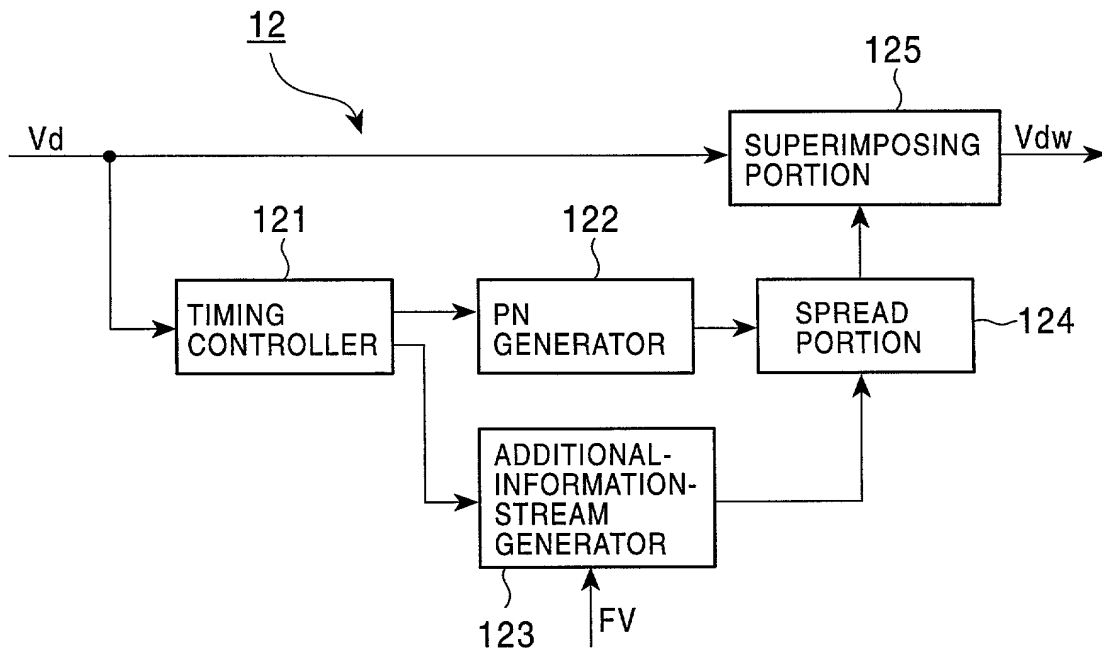 12
125
Vd
SUPERIMPOSING
PORTION
Vdw
121
122
TIMING
CONTROLLER
PN
GENERATOR
SPREAD
PORTION
124
ADDITIONAL-
INFORMATION-
STREAM
GENERATOR
123
FV